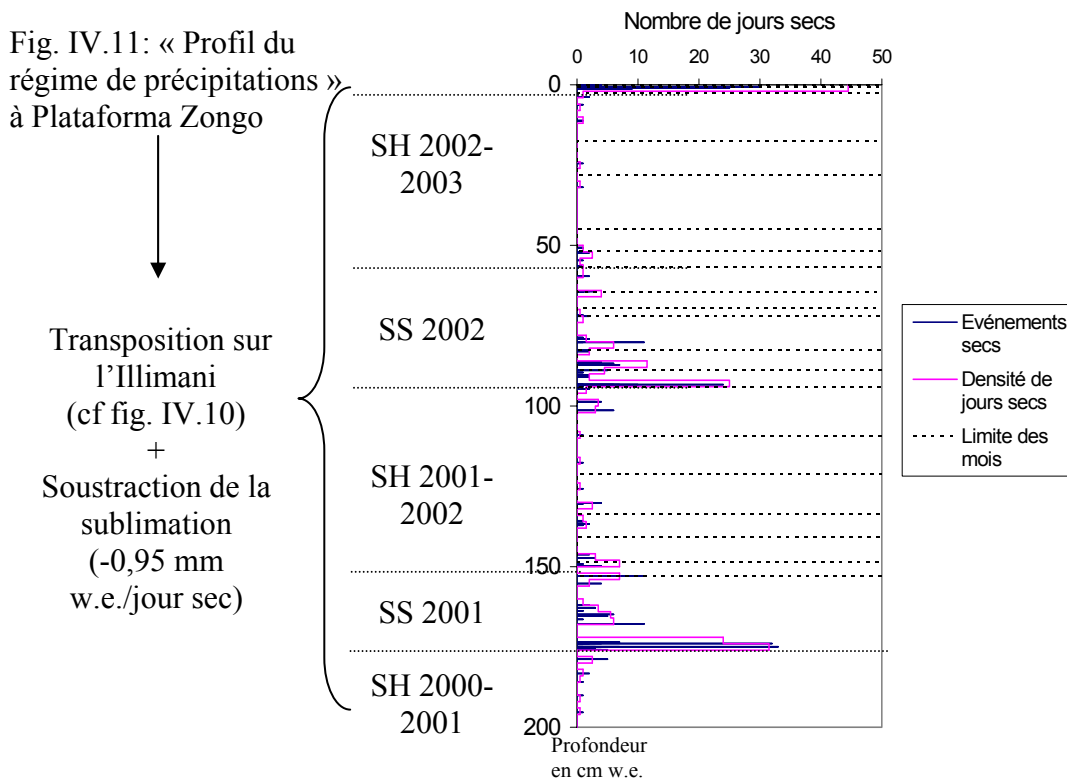 Fig. IV.11: « Profil du
régime de précipitations »
à Plataforma Zongo
Transposition sur
l’Illimani
(cf fig. IV.10)
+
Soustraction de la
sublimation
(-0,95 mm
w.e./jour sec)
SH 2002-
2003
SS 2002
SH 2001-
2002
SS 2001
SH 2000-
2001
Nombre de jours secs
0 10 20 30 40 50
0
50
100
150
200
Profondeur
en cm w.e.
Evénements
secs
Densité de
jours secs
Limite des
mois